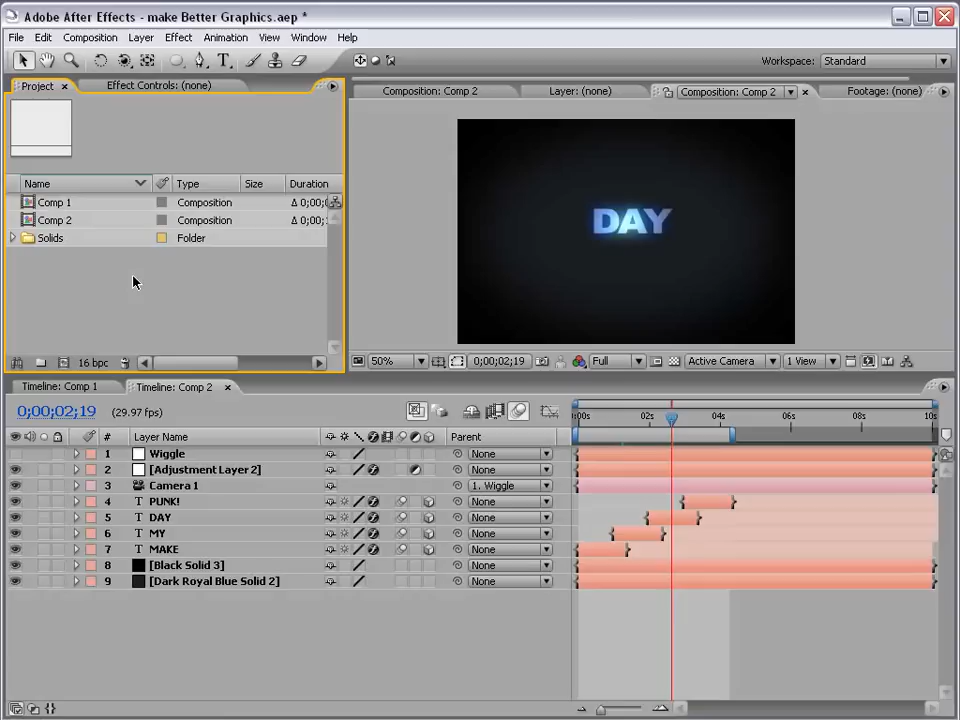 Adobe After Effects - make Better Graphics.aep *
File Edit Composition Layer Effect Animation View Window Help
Workspace: Standard
Project × Effect Controls: (none)
Composition: Comp 2 Layer: (none) Composition: Comp 2 × Footage: (none)
DAY
Name Type Size Duration
Comp 1 Composition Δ 0;00;
Comp 2 Composition Δ 0;00;
Solids Folder
16 bpc
50% 0;00;02;19 Full Active Camera 1 View
Timeline: Comp 1 Timeline: Comp 2 ×
0;00;02;19 (29.97 fps)
:00s 02s 04s 06s 08s 10s
# Layer Name Parent
1 Wiggle None
2 [Adjustment Layer 2] None
3 Camera 1 1. Wiggle
4 T PUNK! None
5 T DAY None
6 T MY None
7 T MAKE None
8 [Black Solid 3] None
9 [Dark Royal Blue Solid 2] None